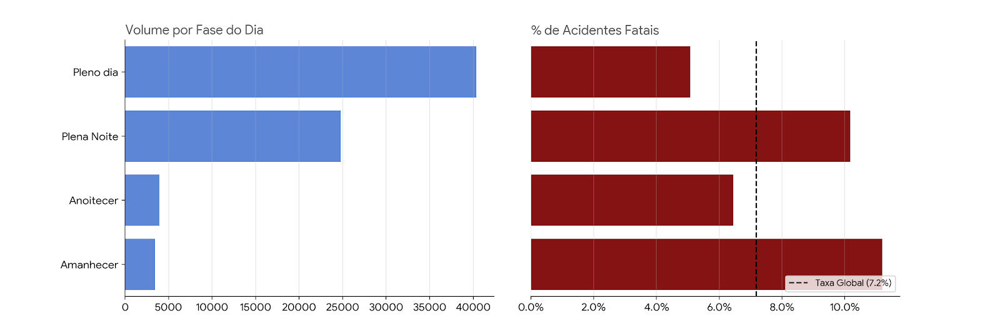 Volume por Fase do Dia
Pleno dia
Plena Noite
Anoitecer
Amanhecer
0 5000 10000 15000 20000 25000 30000 35000 40000
% de Acidentes Fatais
Taxa Global (7.2%)
0.0% 2.0% 4.0% 6.0% 8.0% 10.0%